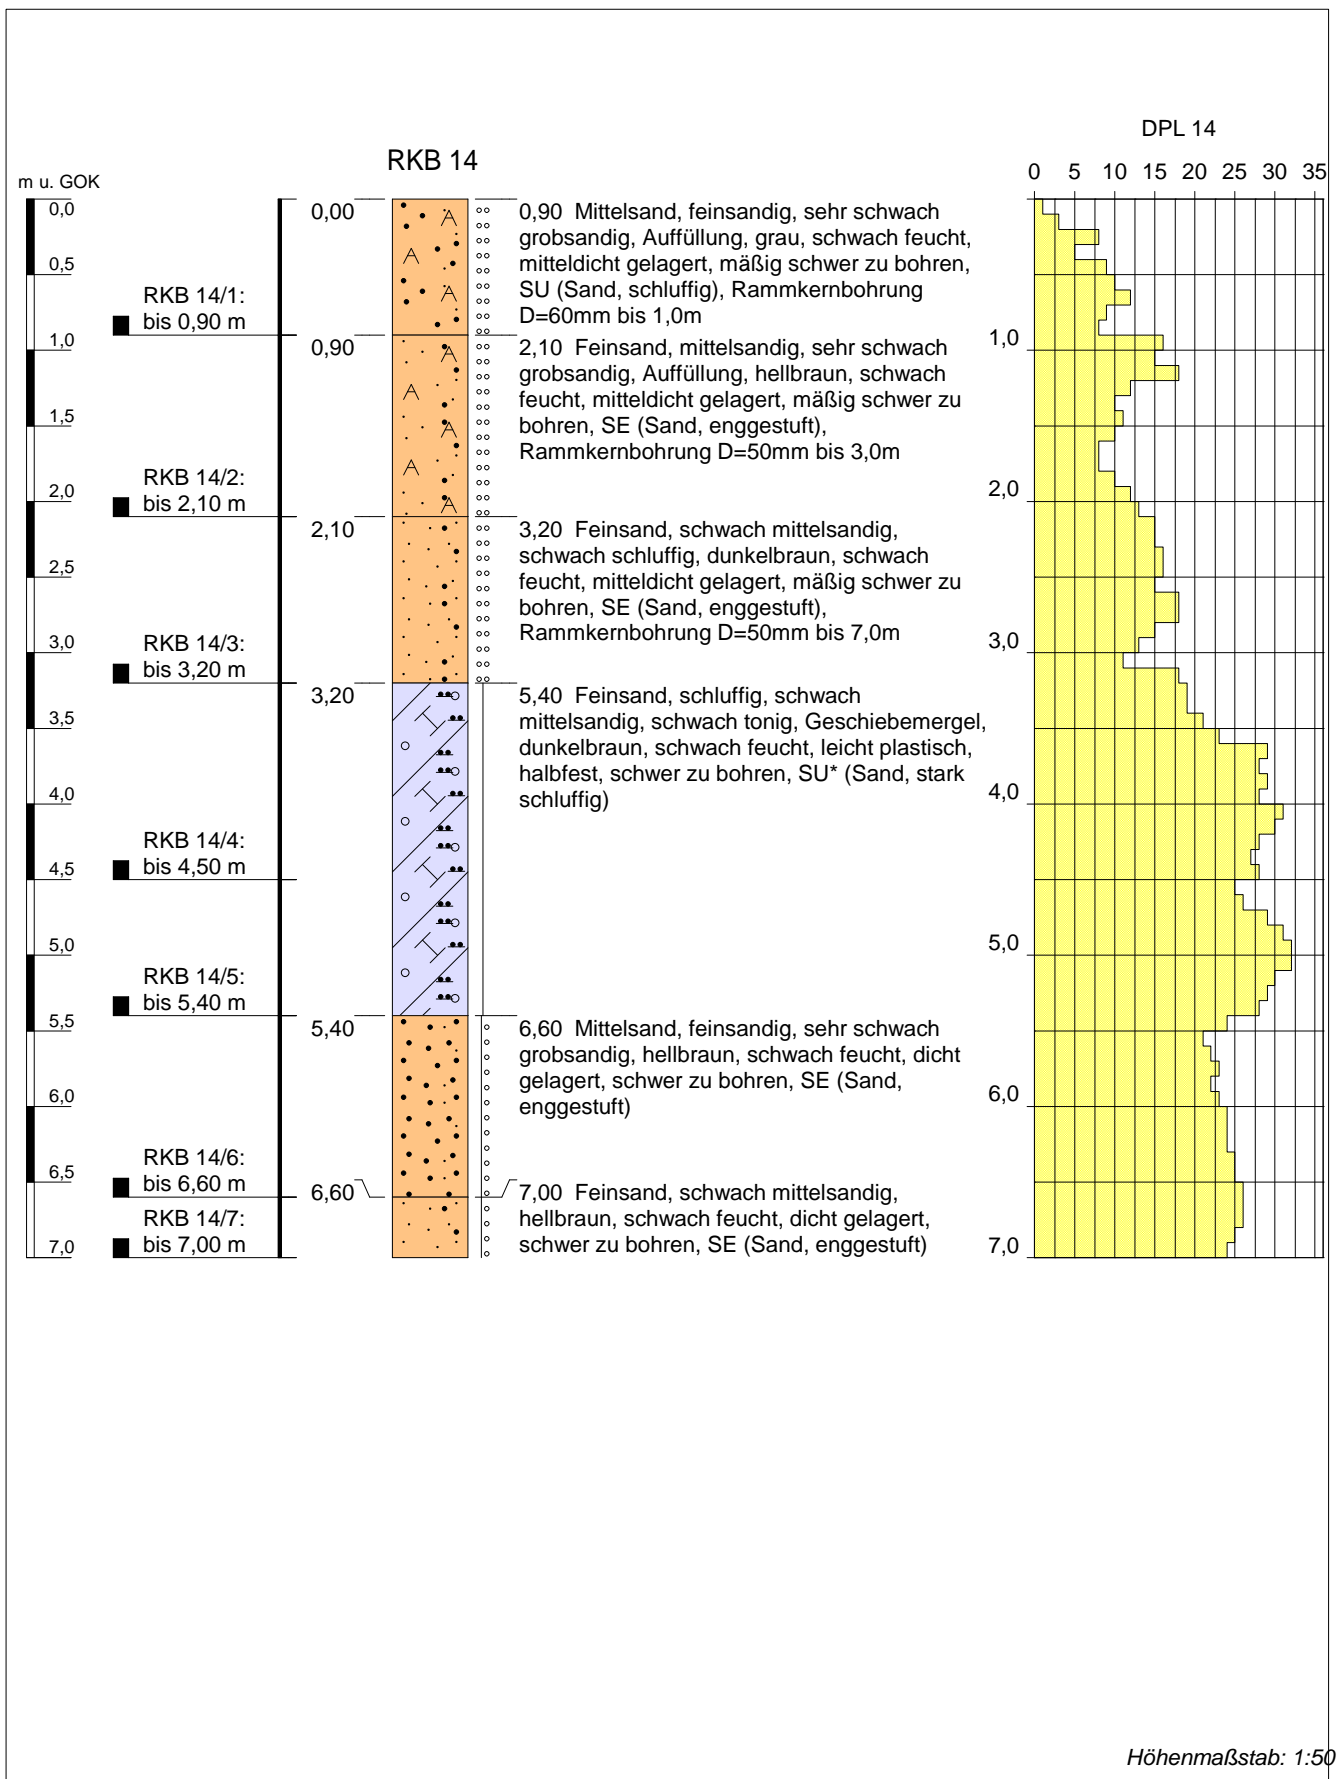 DPL 14
RKB 14
0 5 10 15 20 25 30 35
m u. GOK
0,0
0,5
1,0
1,5
2,0
2,5
3,0
3,5
4,0
4,5
5,0
5,5
6,0
6,5
7,0
RKB 14/1:
bis 0,90 m
RKB 14/2:
bis 2,10 m
RKB 14/3:
bis 3,20 m
RKB 14/4:
bis 4,50 m
RKB 14/5:
bis 5,40 m
RKB 14/6:
bis 6,60 m
RKB 14/7:
bis 7,00 m
0,00
0,90
2,10
3,20
5,40
6,60
0,90 Mittelsand, feinsandig, sehr schwach
grobsandig, Auffüllung, grau, schwach feucht,
mitteldicht gelagert, mäßig schwer zu bohren,
SU (Sand, schluffig), Rammkernbohrung
D=60mm bis 1,0m
2,10 Feinsand, mittelsandig, sehr schwach
grobsandig, Auffüllung, hellbraun, schwach
feucht, mitteldicht gelagert, mäßig schwer zu
bohren, SE (Sand, enggestuft),
Rammkernbohrung D=50mm bis 3,0m
3,20 Feinsand, schwach mittelsandig,
schwach schluffig, dunkelbraun, schwach
feucht, mitteldicht gelagert, mäßig schwer zu
bohren, SE (Sand, enggestuft),
Rammkernbohrung D=50mm bis 7,0m
5,40 Feinsand, schluffig, schwach
mittelsandig, schwach tonig, Geschiebemergel,
dunkelbraun, schwach feucht, leicht plastisch,
halbfest, schwer zu bohren, SU* (Sand, stark
schluffig)
6,60 Mittelsand, feinsandig, sehr schwach
grobsandig, hellbraun, schwach feucht, dicht
gelagert, schwer zu bohren, SE (Sand,
enggestuft)
7,00 Feinsand, schwach mittelsandig,
hellbraun, schwach feucht, dicht gelagert,
schwer zu bohren, SE (Sand, enggestuft)
1,0
2,0
3,0
4,0
5,0
6,0
7,0
Höhenmaßstab: 1:50